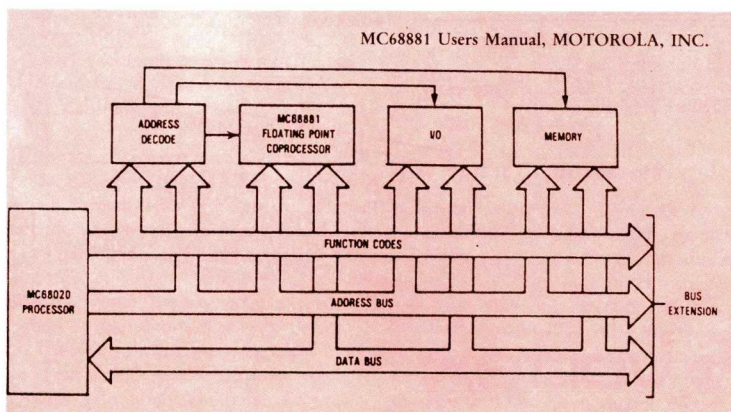 MC68881 Users Manual, MOTOROLA, INC.
ADDRESS
DECODE
MC68881
FLOATING POINT
COPROCESSOR
I/O
MEMORY
MC68020
PROCESSOR
FUNCTION CODES
ADDRESS BUS
DATA BUS
BUS
EXTENSION